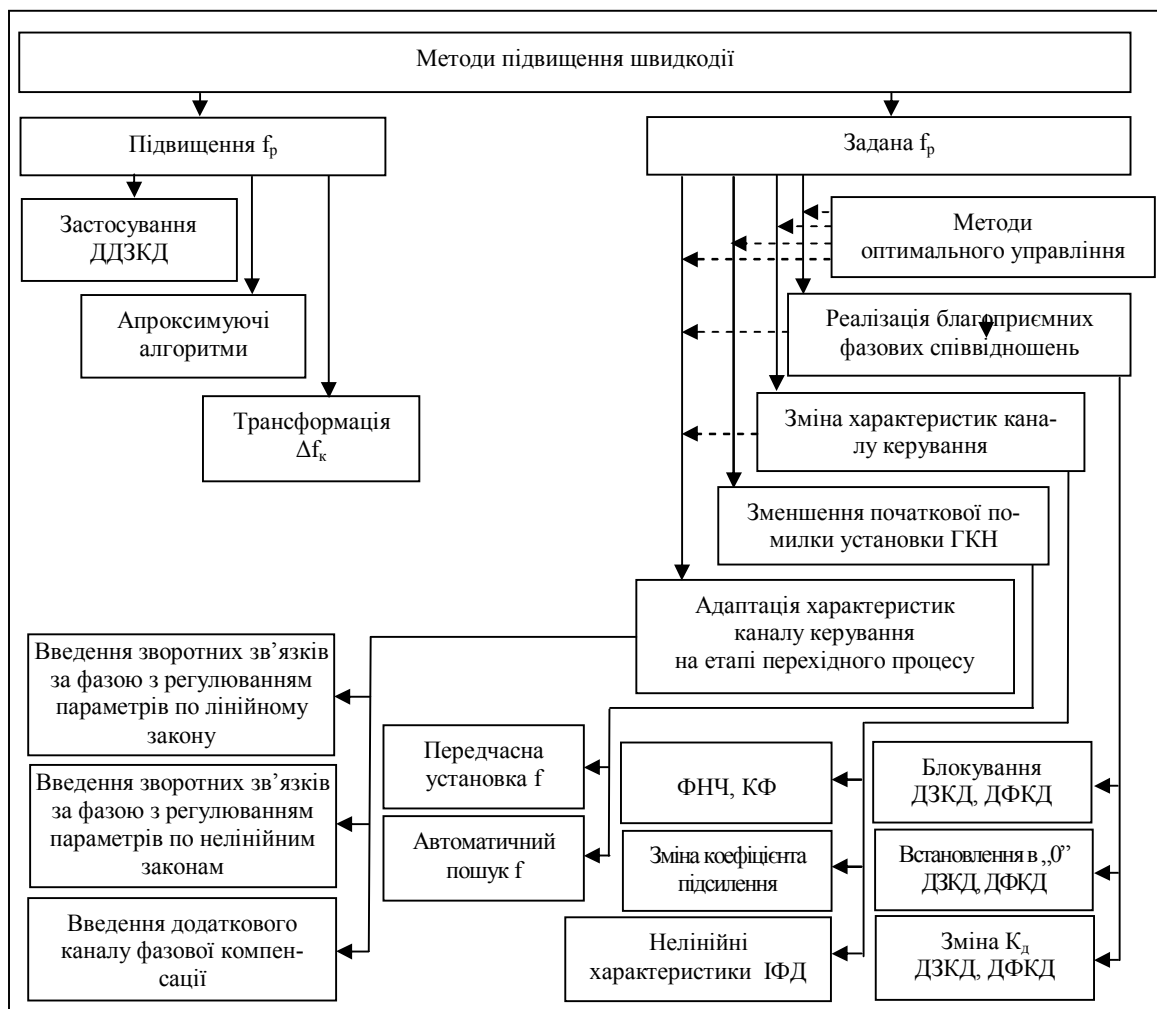 Методи підвищення швидкодії
Підвищення fр
Задана fр
Застосування
ДДЗКД
Методи
оптимального управління
Апроксимуючі
алгоритми
Реалізація благоприємних
фазових співвідношень
Трансформація
Δfк
Зміна характеристик кана-
лу керування
Зменшення початкової по-
милки установки ГКН
Адаптація характеристик
каналу керування
на етапі перехідного процесу
Введення зворотних зв’язків
за фазою з регулюванням
параметрів по лінійному
закону
Передчасна
установка f
ФНЧ, КФ
Блокування
ДЗКД, ДФКД
Введення зворотних зв’язків
за фазою з регулюванням
параметрів по нелінійним
законам
Автоматичний
пошук f
Зміна коефіцієнта
підсилення
Встановлення в „0”
ДЗКД, ДФКД
Введення додаткового
каналу фазової компен-
сації
Нелінійні
характеристики ІФД
Зміна Кд
ДЗКД, ДФКД